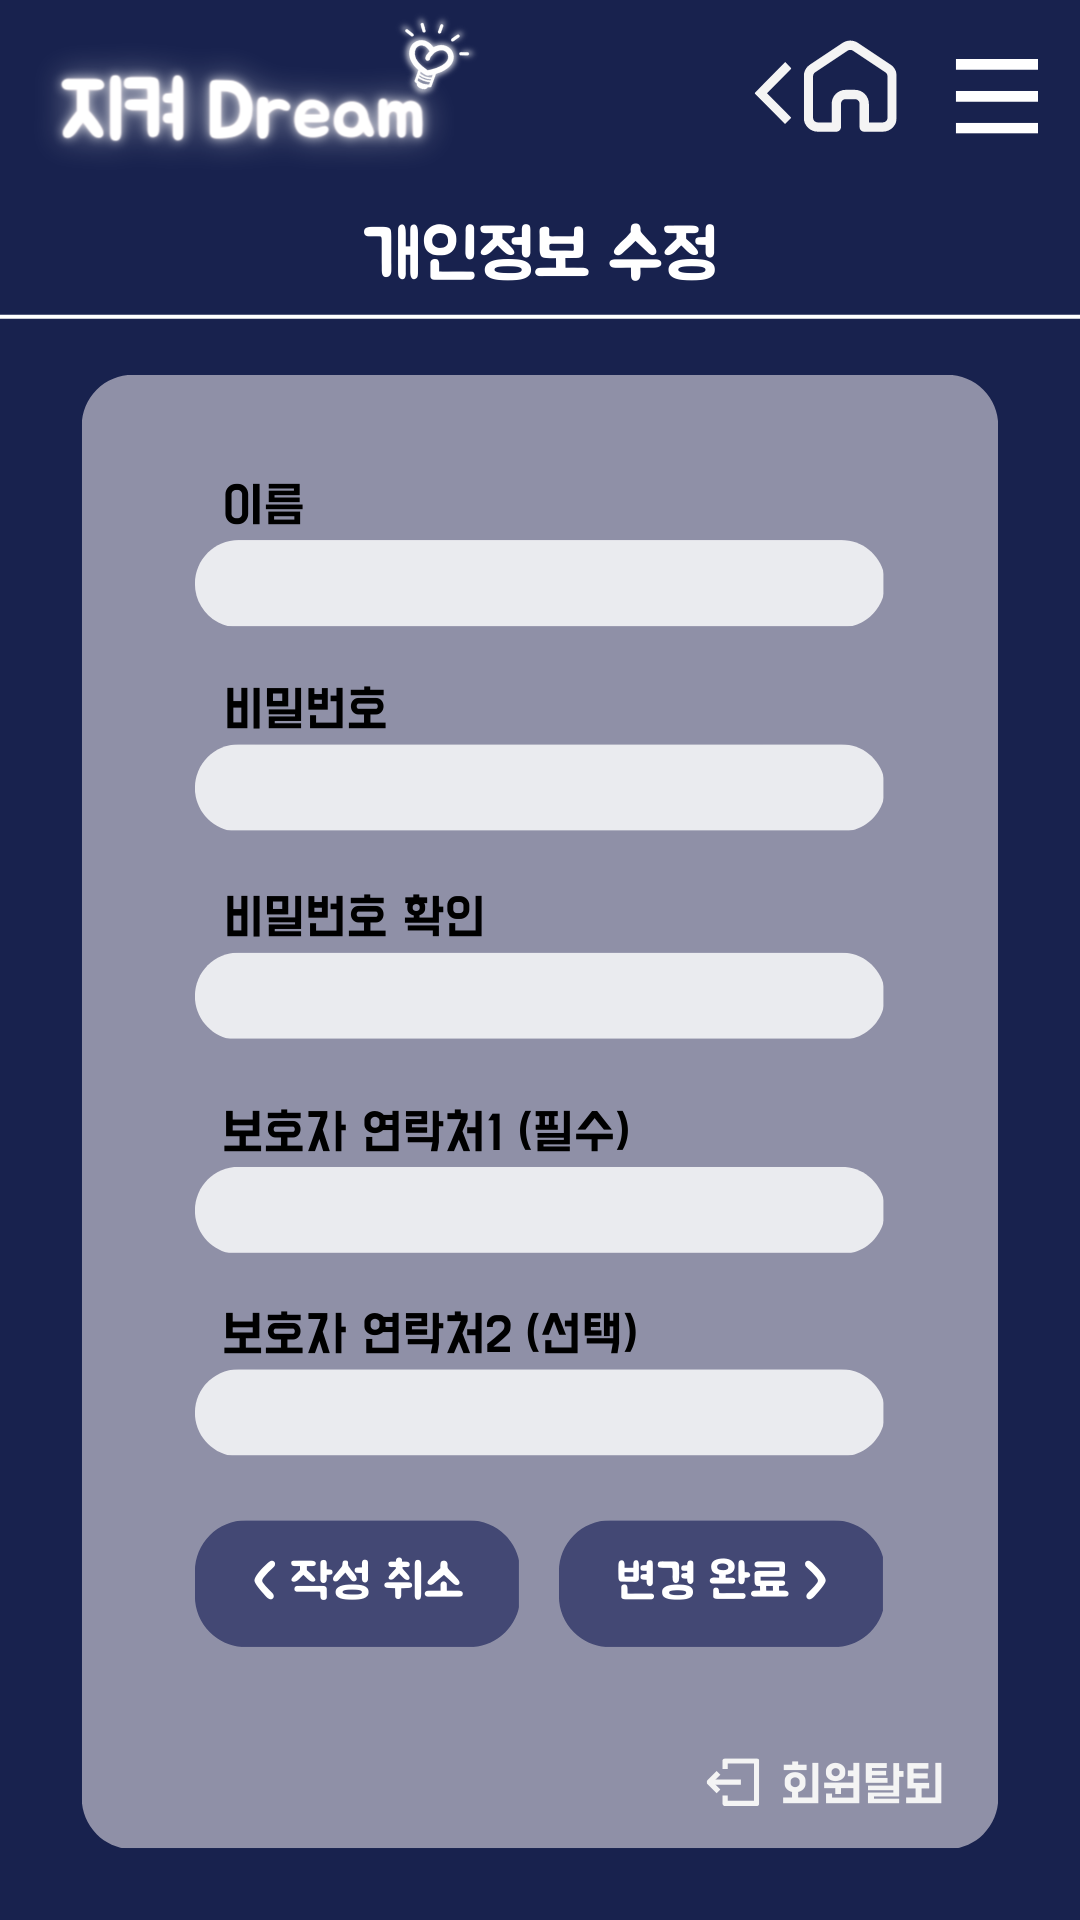 지켜 Dream
개인정보 수정
이름
비밀번호
비밀번호 확인
보호자 연락처1 (필수)
보호자 연락처2 (선택)
작성 취소
변경 완료
회원탈퇴